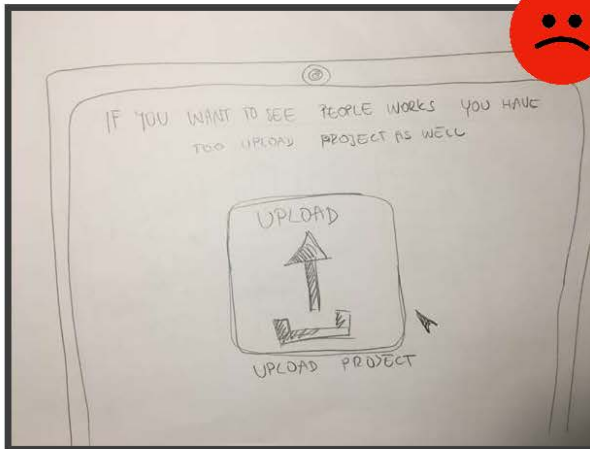 IF YOU WANT TO SEE PEOPLE WORKS YOU HAVE
TOO UPLOAD PROJECT AS WELL
UPLOAD
UPLOAD PROJECT